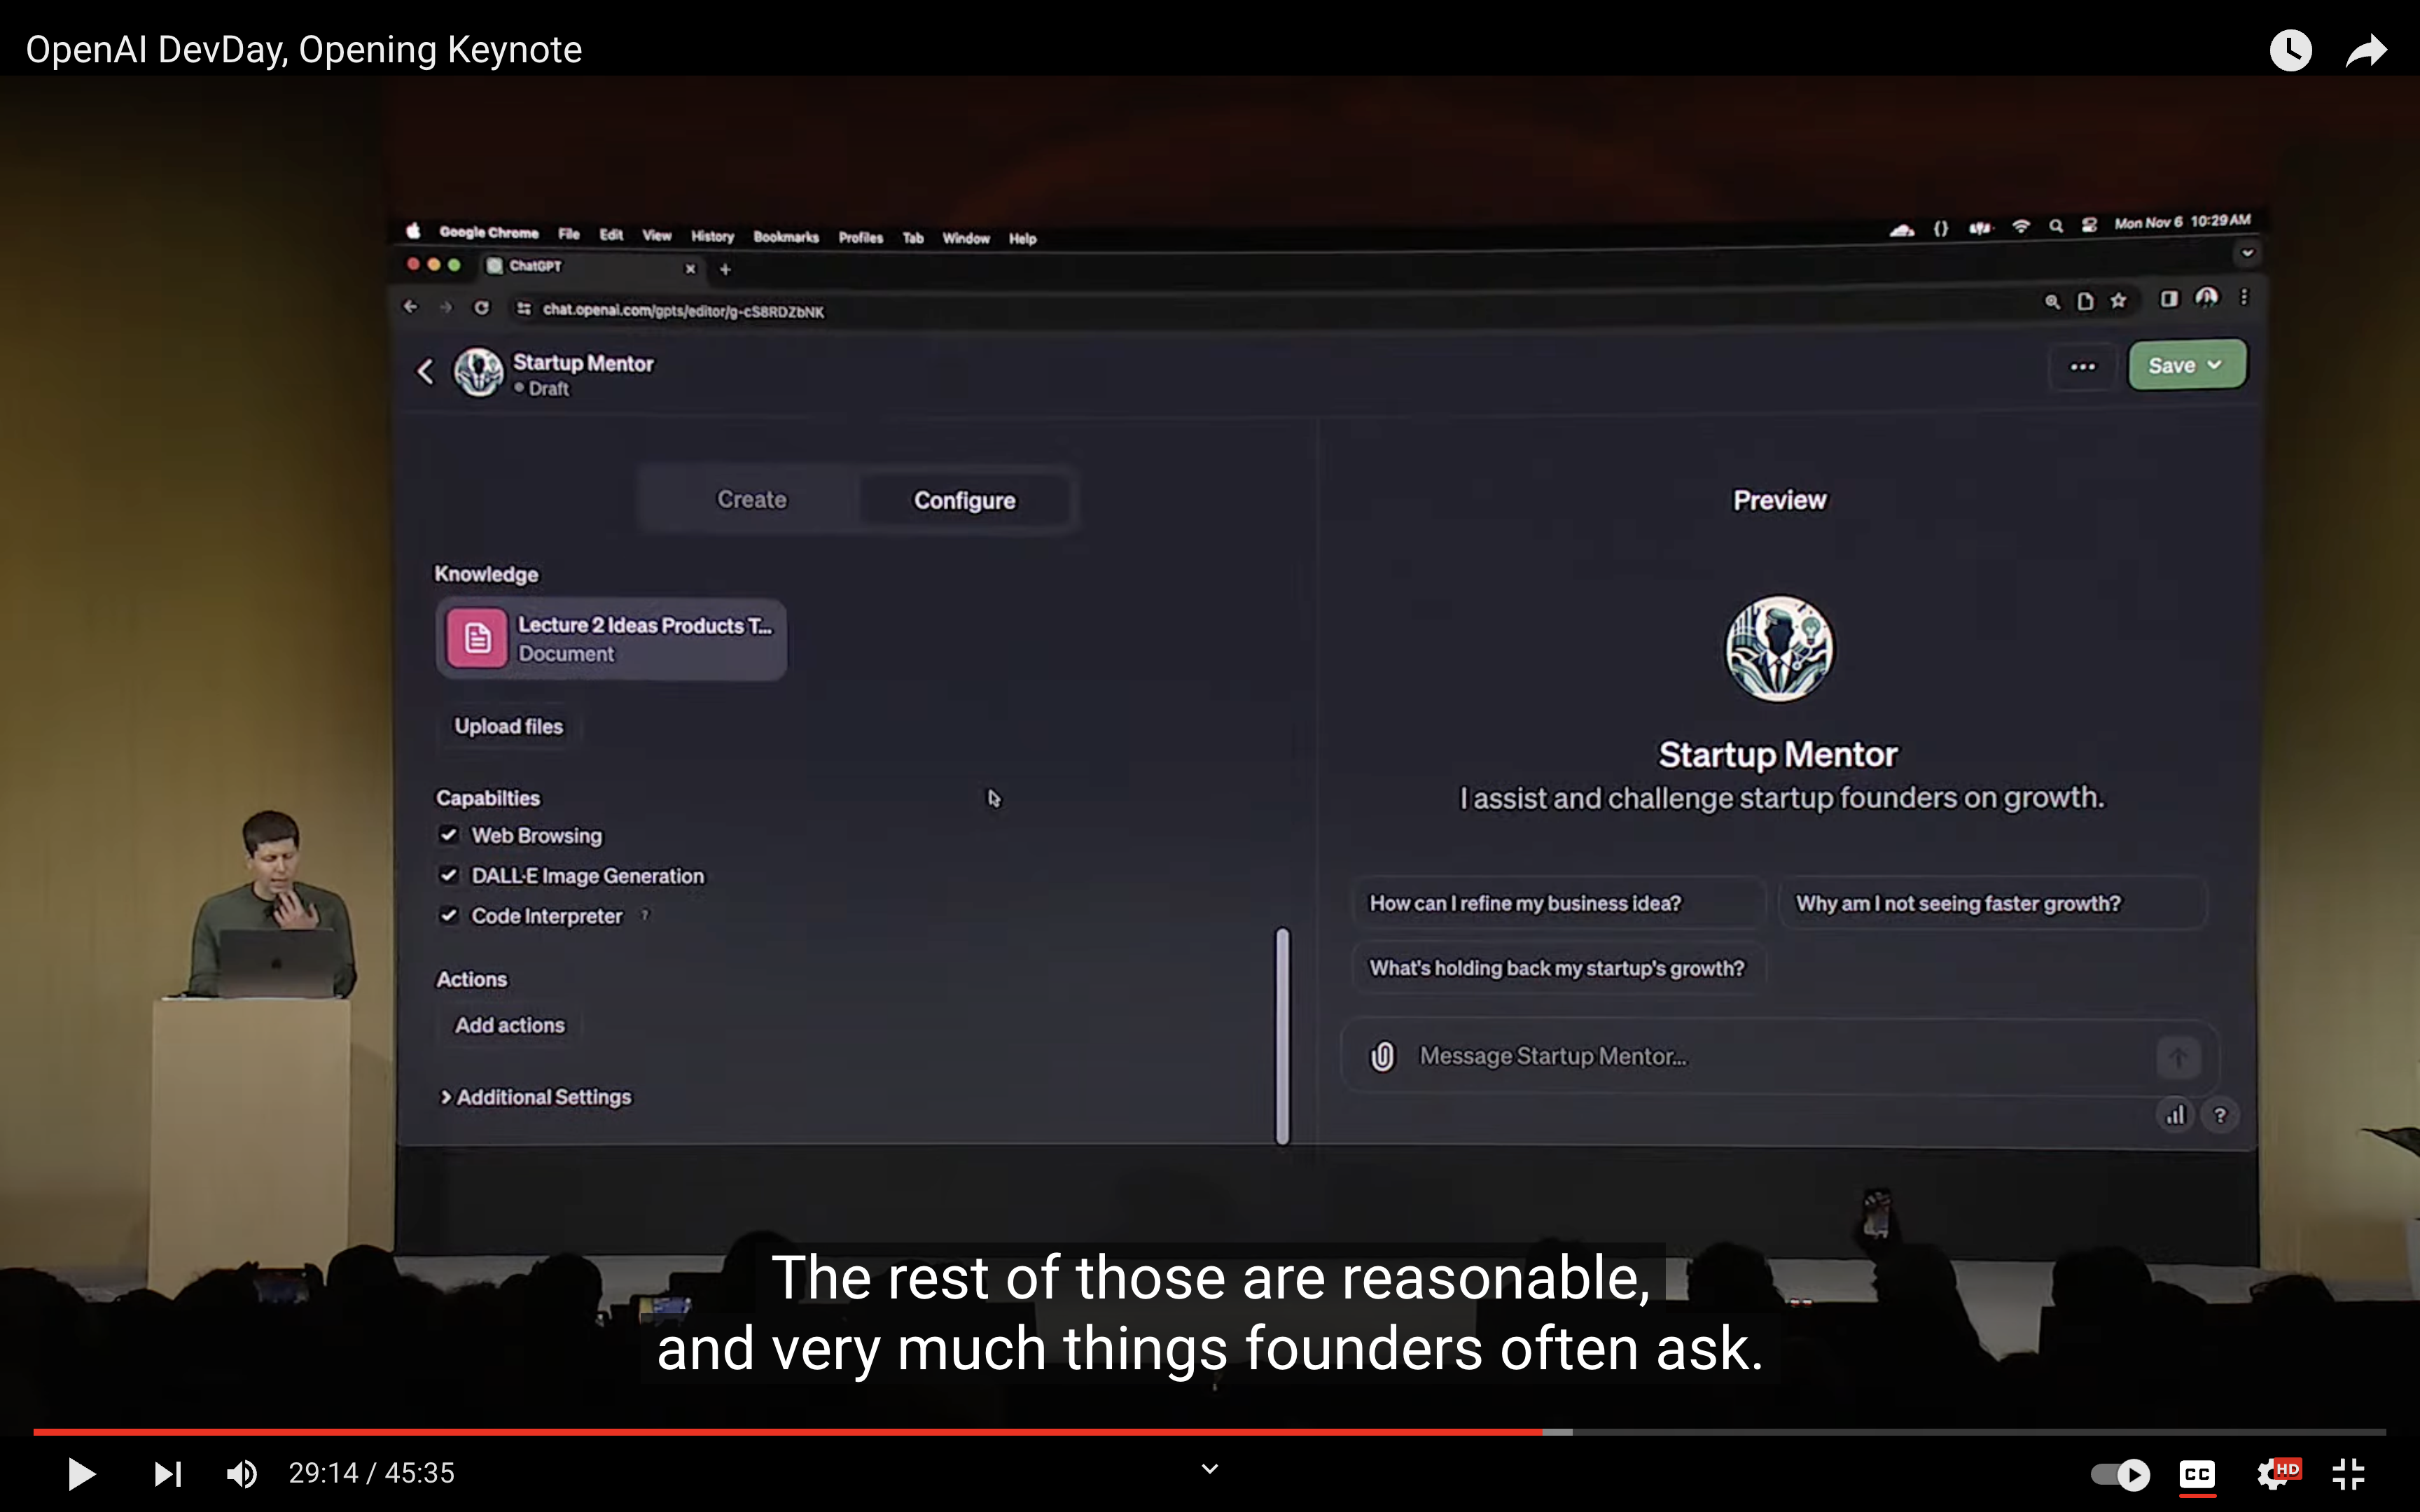 OpenAI DevDay, Opening Keynote
Google Chrome File Edit View History Bookmarks Profiles Tab Window Help
Mon Nov 6 10:29 AM
ChatGPT
chat.openai.com/gpts/editor/g-cS8RDZbNK
Startup Mentor
Draft
Save
Create
Configure
Knowledge
Lecture 2 Ideas Products T...
Document
Upload files
Capabilties
Web Browsing
DALL·E Image Generation
Code Interpreter ?
Actions
Add actions
Additional Settings
Preview
Startup Mentor
I assist and challenge startup founders on growth.
How can I refine my business idea?
Why am I not seeing faster growth?
What's holding back my startup's growth?
Message Startup Mentor...
?
The rest of those are reasonable,
and very much things founders often ask.
29:14 / 45:35
CC
HD